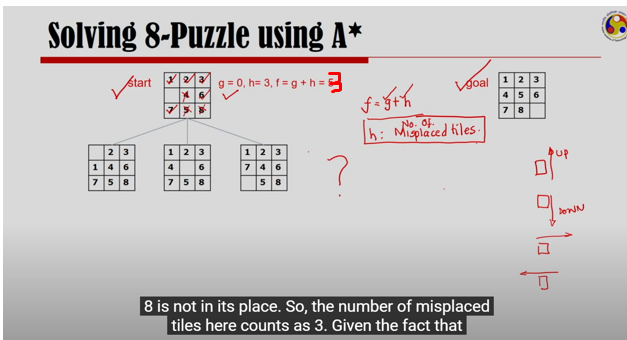 Solving 8-Puzzle using A*
start
1 2 3
4 6
7 5 8
g = 0, h= 3, f = g + h = 3
f = g + h
h: No. of Misplaced tiles.
goal
1 2 3
4 5 6
7 8
2 3
1 4 6
7 5 8
1 2 3
4 6
7 5 8
1 2 3
7 4 6
5 8
?
UP
DOWN
8 is not in its place. So, the number of misplaced
tiles here counts as 3. Given the fact that